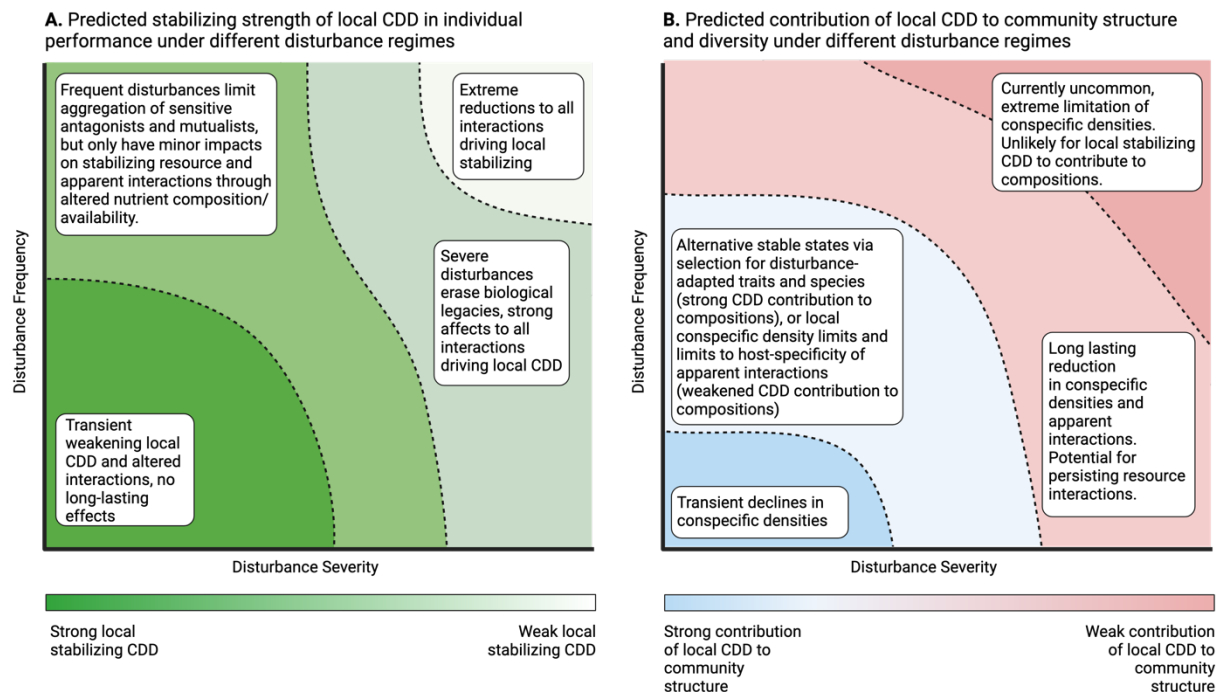 A. Predicted stabilizing strength of local CDD in individual
performance under different disturbance regimes
Disturbance Frequency
Frequent disturbances limit
aggregation of sensitive
antagonists and mutualists,
but only have minor impacts
on stabilizing resource and
apparent interactions through
altered nutrient composition/
availability.
Extreme
reductions to all
interactions
driving local
stabilizing
Severe
disturbances
erase biological
legacies, strong
affects to all
interactions
driving local CDD
Transient
weakening local
CDD and altered
interactions, no
long-lasting
effects
Disturbance Severity
Strong local
stabilizing CDD
Weak local
stabilizing CDD
B. Predicted contribution of local CDD to community structure
and diversity under different disturbance regimes
Disturbance Frequency
Currently uncommon,
extreme limitation of
conspecific densities.
Unlikely for local stabilizing
CDD to contribute to
compositions.
Alternative stable states via
selection for disturbance-
adapted traits and species
(strong CDD contribution to
compositions), or local
conspecific density limits and
limits to host-specificity of
apparent interactions
(weakened CDD contribution to
compositions)
Long lasting
reduction
in conspecific
densities and
apparent
interactions.
Potential for
persisting resource
interactions.
Transient declines in
conspecific densities
Disturbance Severity
Strong contribution
of local CDD to
community
structure
Weak contribution
of local CDD to
community
structure